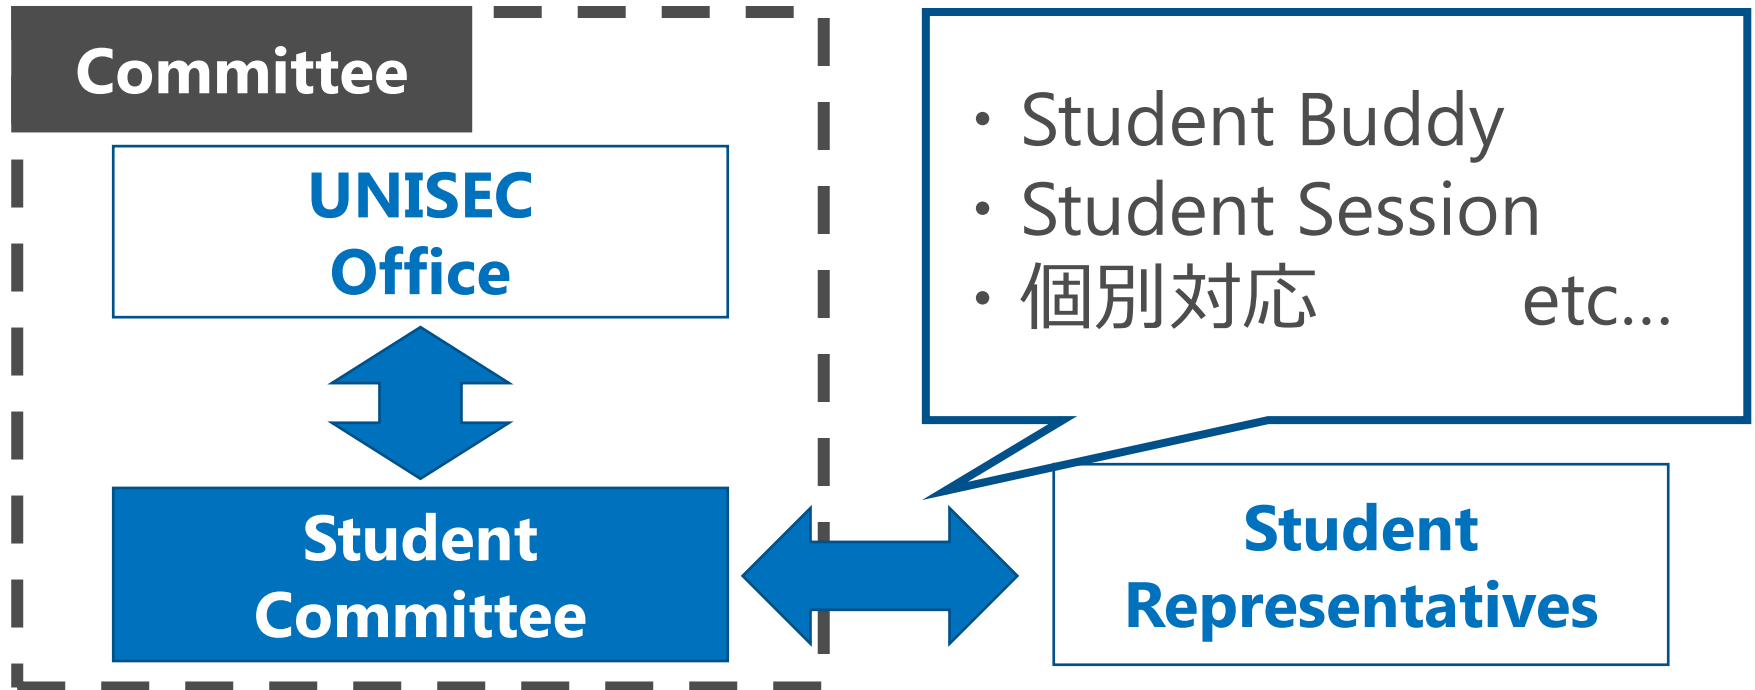 Committee
UNISEC
Office
Student
Committee
・Student Buddy
・Student Session
・個別対応 etc...
Student
Representatives